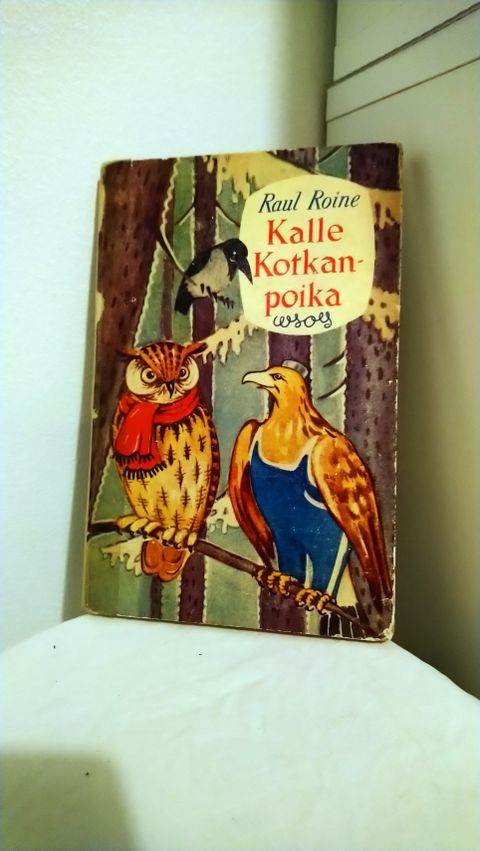 Raul Roine
Kalle
Kotkan-
poika
WSOY